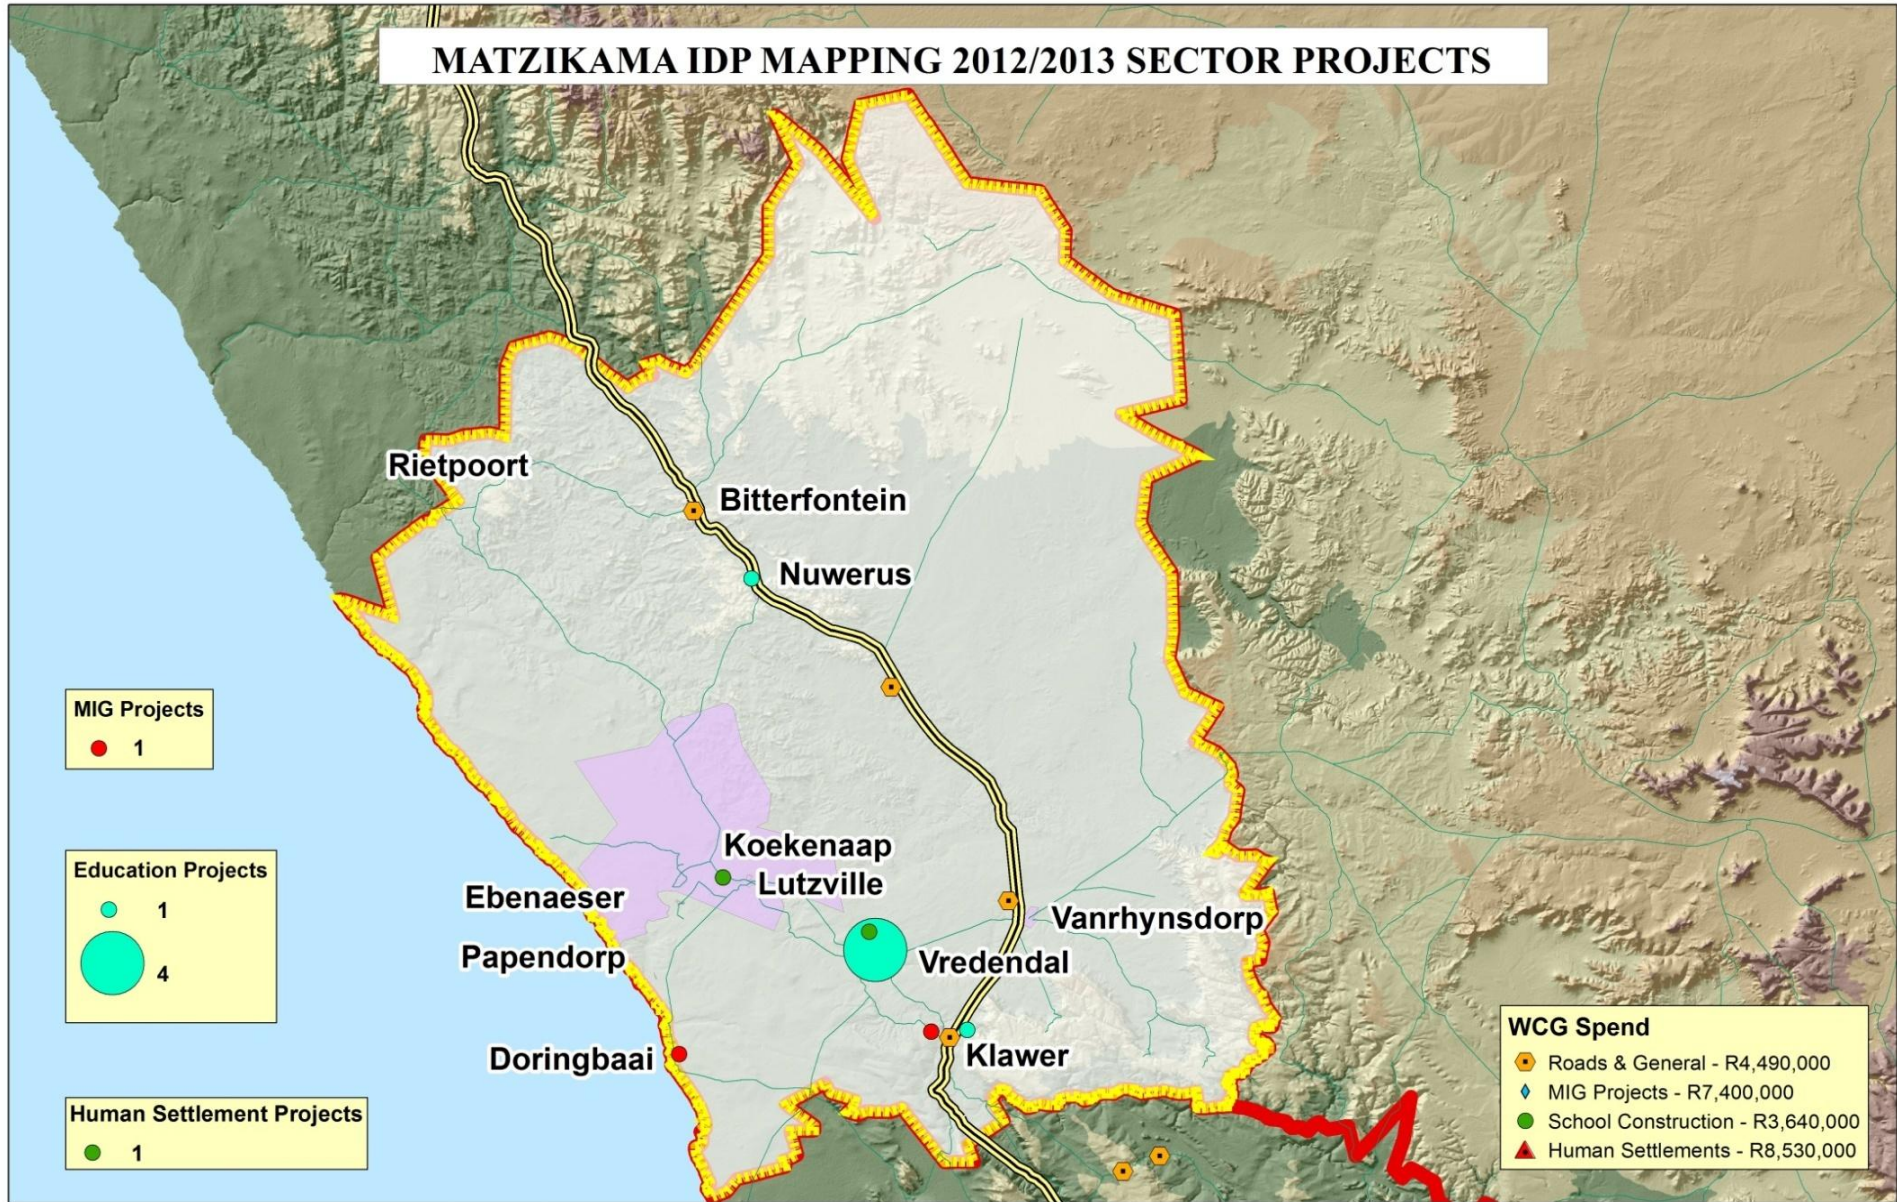 MATZIKAMA IDP MAPPING 2012/2013 SECTOR PROJECTS
Rietpoort
Bitterfontein
Nuwerus
MIG Projects
1
Koekenaap
Lutzville
Education Projects
1
4
Ebenaeser
Vanrhynsdorp
Papendorp
Vredendal
Doringbaai
Klawer
Human Settlement Projects
1
WCG Spend
Roads & General - R4,490,000
MIG Projects - R7,400,000
School Construction - R3,640,000
Human Settlements - R8,530,000